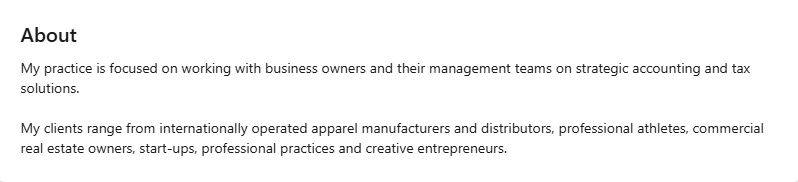 About
My practice is focused on working with business owners and their management teams on strategic accounting and tax
solutions.
My clients range from internationally operated apparel manufacturers and distributors, professional athletes, commercial
real estate owners, start-ups, professional practices and creative entrepreneurs.